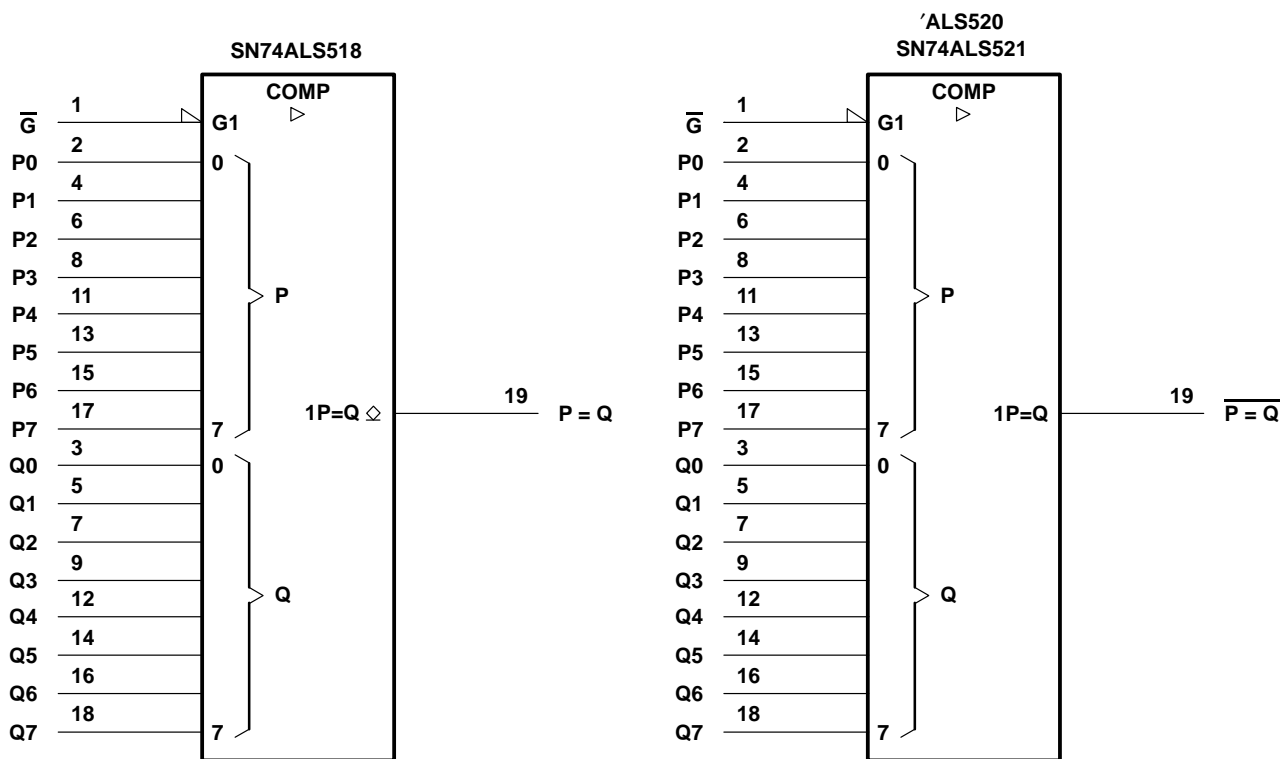 SN74ALS518
COMP
G̅ 1 G1
P0 2 0
P1 4
P2 6
P3 8
P4 11
P
P5 13
P6 15
1P=Q 19 P = Q
P7 17 7
Q0 3 0
Q1 5
Q2 7
Q3 9
Q
Q4 12
Q5 14
Q6 16
Q7 18 7
′ALS520
SN74ALS521
COMP
G̅ 1 G1
P0 2 0
P1 4
P2 6
P3 8
P4 11
P
P5 13
P6 15
1P=Q 19 P̅ ̅=̅ ̅Q̅
P7 17 7
Q0 3 0
Q1 5
Q2 7
Q3 9
Q
Q4 12
Q5 14
Q6 16
Q7 18 7